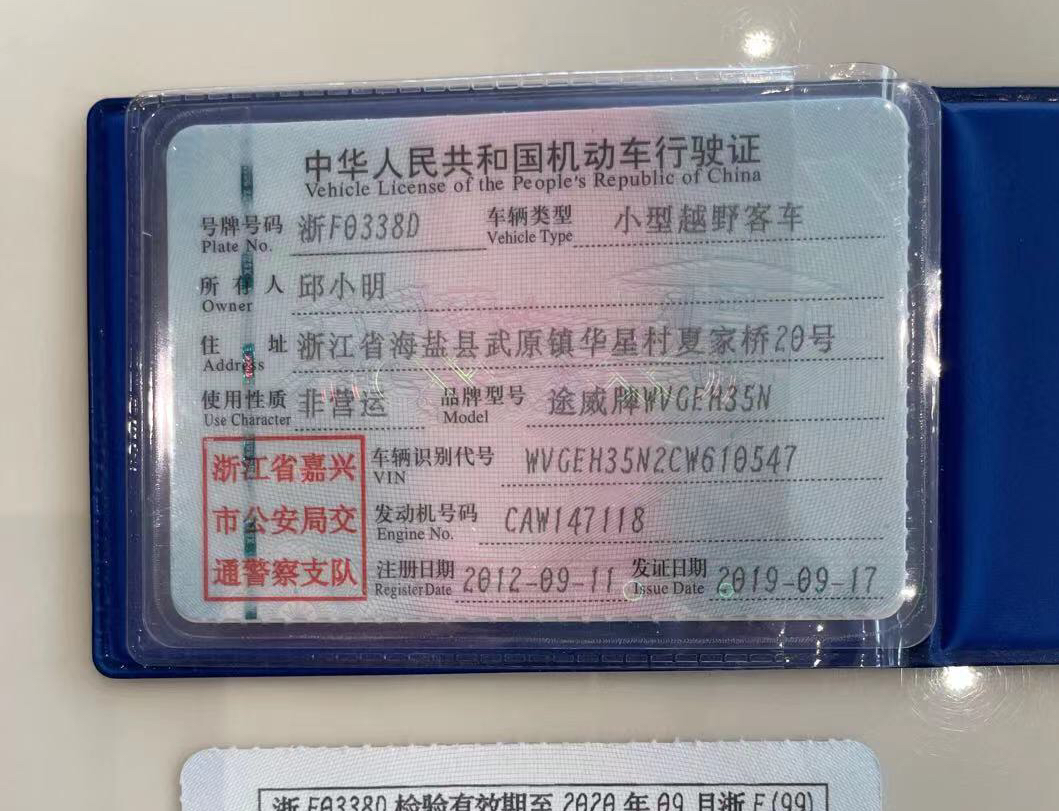 中华人民共和国机动车行驶证
Vehicle License of the People's Republic of China
号牌号码 浙F0338D 车辆类型 小型越野客车
Plate No. Vehicle Type
所有人 邱小明
Owner
住址 浙江省海盐县武原镇华星村夏家桥20号
Address
使用性质 非营运 品牌型号 途威牌WVGEH35N
Use Character Model
浙江省嘉兴
市公安局交
通警察支队
车辆识别代号 WVGEH35N2CW610547
VIN
发动机号码 CAW147118
Engine No.
注册日期 2012-09-11 发证日期 2019-09-17
Register Date Issue Date
浙F0338D 检验有效期至 2020 年 09 月浙F(99)